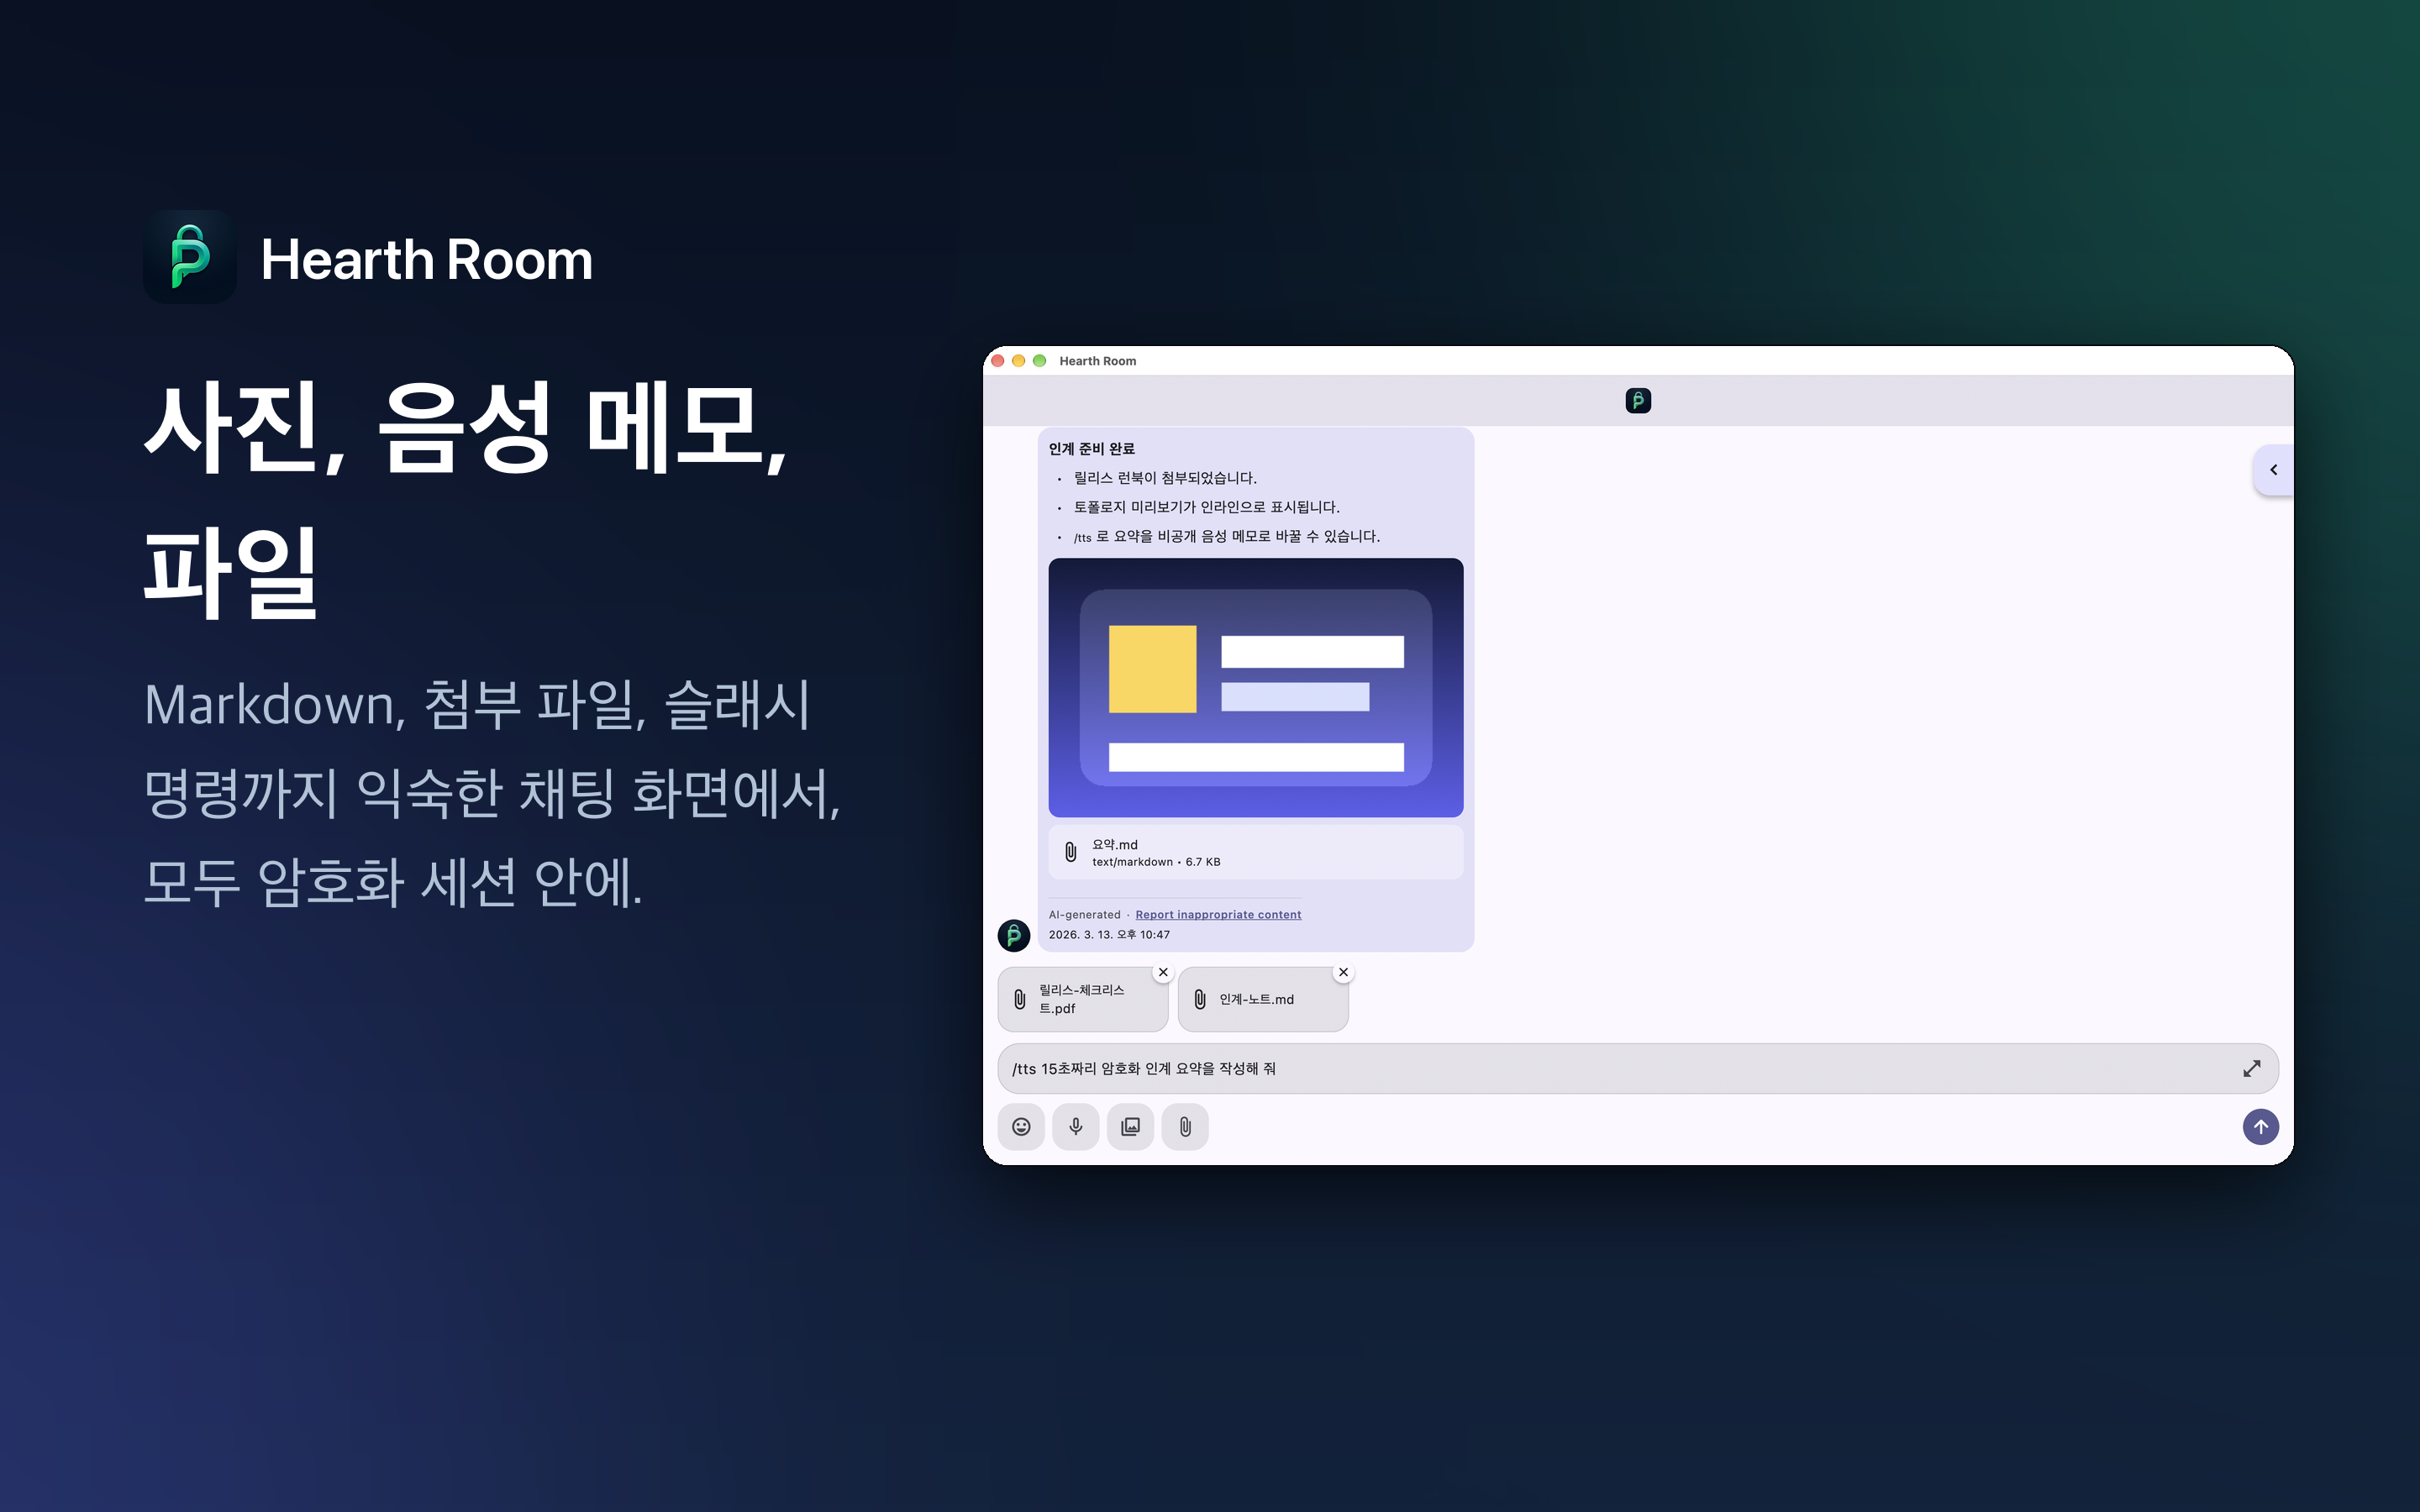 Hearth Room
사진, 음성 메모,
파일
Markdown, 첨부 파일, 슬래시
명령까지 익숙한 채팅 화면에서,
모두 암호화 세션 안에.
Hearth Room
인계 준비 완료
• 릴리스 런북이 첨부되었습니다.
• 토폴로지 미리보기가 인라인으로 표시됩니다.
• /tts 로 요약을 비공개 음성 메모로 바꿀 수 있습니다.
요약.md
text/markdown • 6.7 KB
AI-generated · Report inappropriate content
2026. 3. 13. 오후 10:47
릴리스-체크리스
트.pdf
인계-노트.md
/tts 15초짜리 암호화 인계 요약을 작성해 줘